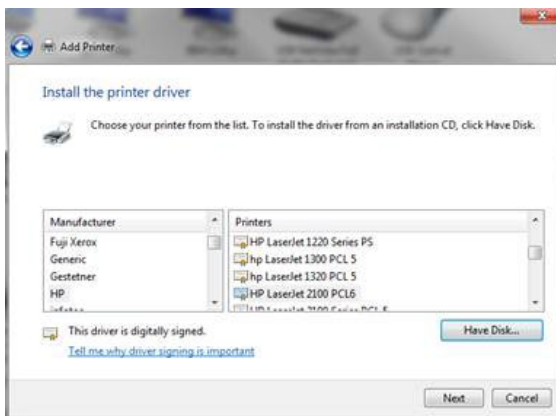 Add Printer
Install the printer driver
Choose your printer from the list. To install the driver from an installation CD, click Have Disk.
Manufacturer
Fuji Xerox
Generic
Gestetner
HP
Printers
HP LaserJet 1220 Series PS
hp LaserJet 1300 PCL 5
hp LaserJet 1320 PCL 5
HP LaserJet 2100 PCL6
This driver is digitally signed.
Tell me why driver signing is important
Have Disk...
Next
Cancel